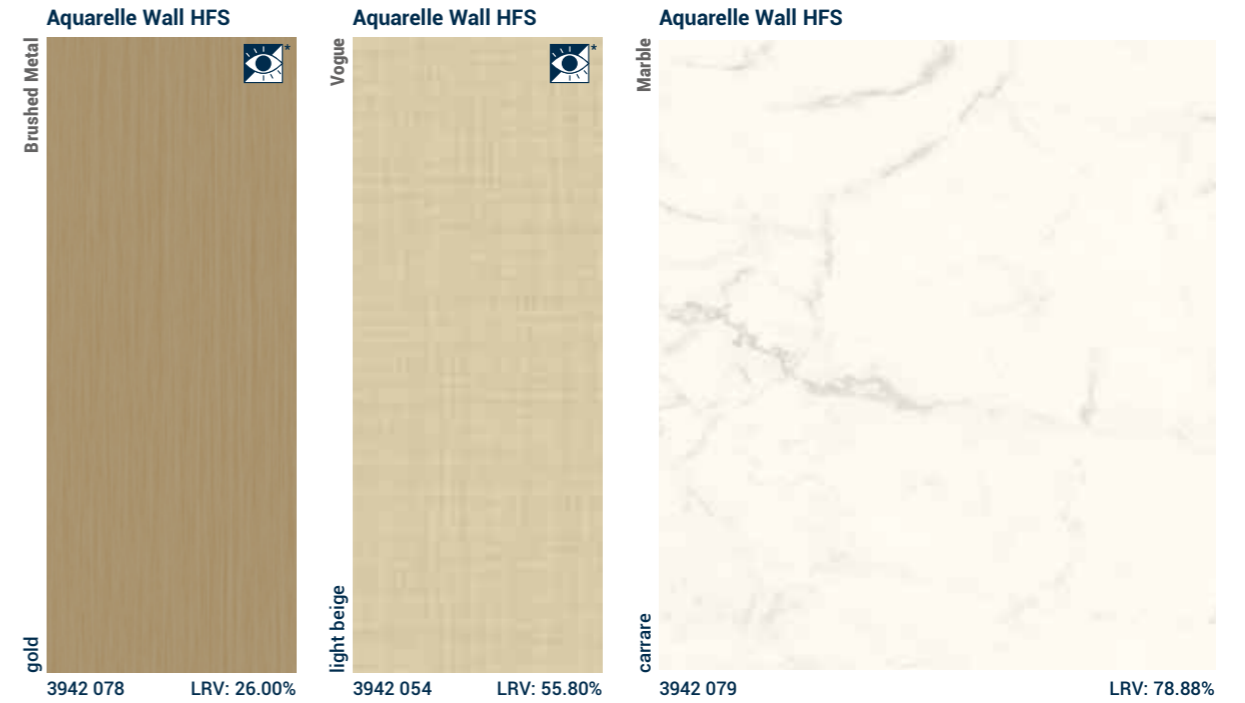 Aquarelle Wall HFS
Brushed Metal
*
gold
3942 078
LRV: 26.00%
Aquarelle Wall HFS
Vogue
*
light beige
3942 054
LRV: 55.80%
Aquarelle Wall HFS
Marble
carrare
3942 079
LRV: 78.88%